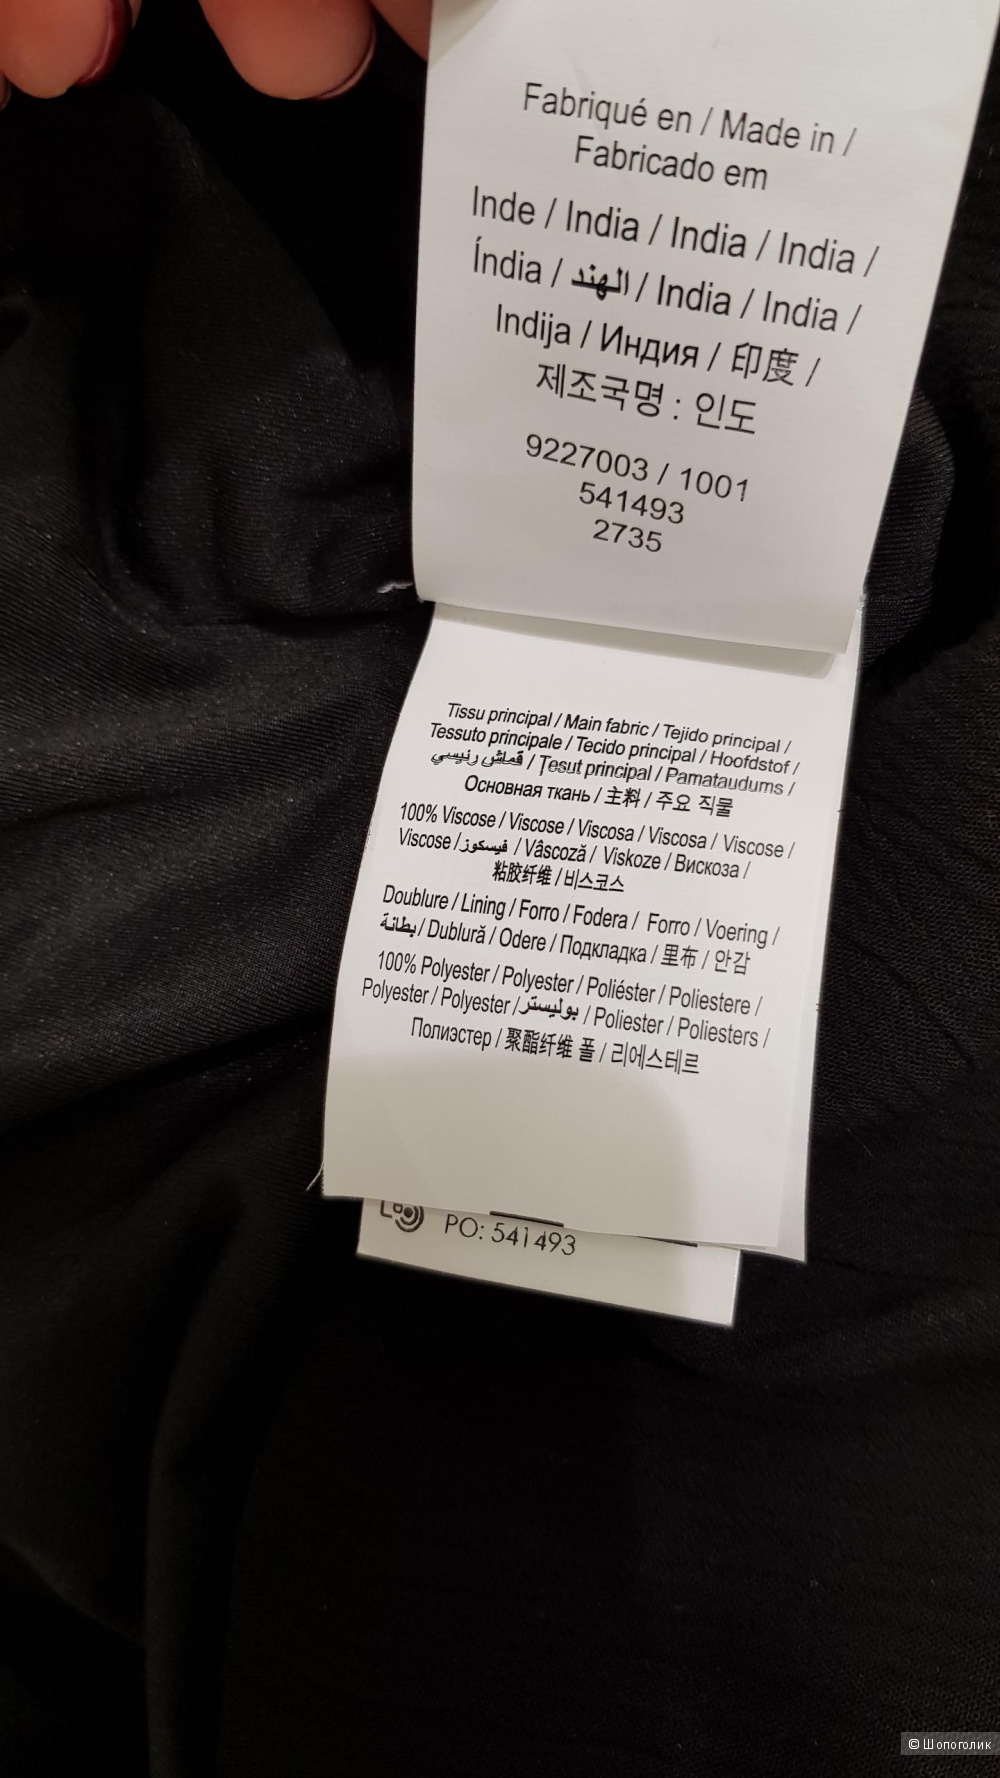 Fabriqué en / Made in /
Fabricado em
Inde / India / India / India /
Índia / الهند / India / India /
Indija / Индия / 印度 /
제조국명 : 인도
9227003 / 1001
541493
2735
Tissu principal / Main fabric / Tejido principal /
Tessuto principale / Tecido principal / Hoofdstof /
قماش رئيسي / Țesut principal / Pamataudums /
Основная ткань / 主料 / 주요 직물
100% Viscose / Viscose / Viscosa / Viscosa / Viscose /
Viscose / فيسكوز / Vâscoză / Viskoze / Вискоза /
粘胶纤维 / 비스코스
Doublure / Lining / Forro / Fodera / Forro / Voering /
بطانة / Dublură / Odere / Подкладка / 里布 / 안감
100% Polyester / Polyester / Poliéster / Poliestere /
Polyester / Polyester / بوليستر / Poliester / Poliesters /
Полиэстер / 聚酯纤维 폴 / 리에스테르
PO: 541493
© Шопоголик